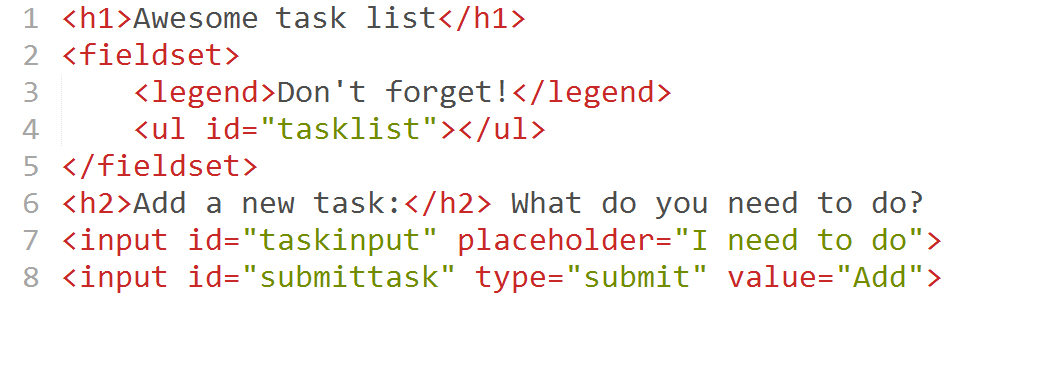 1 <h1>Awesome task list</h1>
2 <fieldset>
3     <legend>Don't forget!</legend>
4     <ul id="tasklist"></ul>
5 </fieldset>
6 <h2>Add a new task:</h2> What do you need to do?
7 <input id="taskinput" placeholder="I need to do">
8 <input id="submittask" type="submit" value="Add">